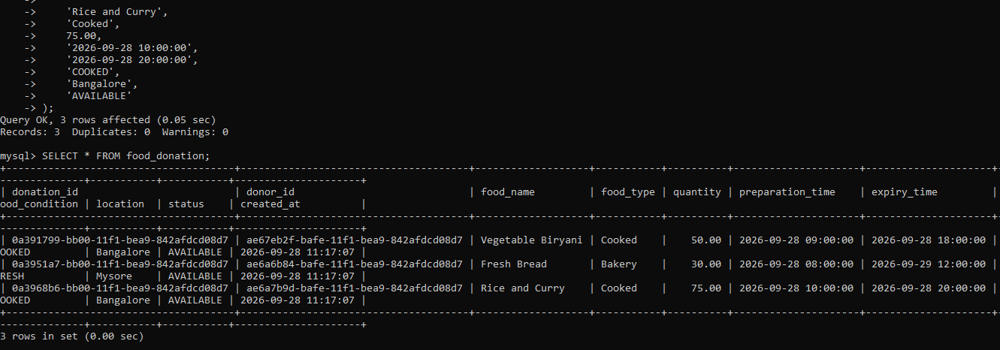 ->     'Rice and Curry',
->     'Cooked',
->     75.00,
->     '2026-09-28 10:00:00',
->     '2026-09-28 20:00:00',
->     'COOKED',
->     'Bangalore',
->     'AVAILABLE'
-> );
Query OK, 3 rows affected (0.05 sec)
Records: 3  Duplicates: 0  Warnings: 0
mysql> SELECT * FROM food_donation;
+--------------------------------------+--------------------------------------+-------------------+-----------+----------+---------------------+---------------------+-
--------------+-----------+-----------+---------------------+
| donation_id                          | donor_id                             | food_name         | food_type | quantity | preparation_time    | expiry_time         |
ood_condition | location  | status    | created_at          |
+--------------------------------------+--------------------------------------+-------------------+-----------+----------+---------------------+---------------------+-
--------------+-----------+-----------+---------------------+
| 0a391799-bb00-11f1-bea9-842afdcd08d7 | ae67eb2f-bafe-11f1-bea9-842afdcd08d7 | Vegetable Biryani | Cooked    |    50.00 | 2026-09-28 09:00:00 | 2026-09-28 18:00:00 |
OOKED         | Bangalore | AVAILABLE | 2026-09-28 11:17:07 |
| 0a3951a7-bb00-11f1-bea9-842afdcd08d7 | ae6a6b84-bafe-11f1-bea9-842afdcd08d7 | Fresh Bread       | Bakery    |    30.00 | 2026-09-28 08:00:00 | 2026-09-29 12:00:00 |
RESH          | Mysore    | AVAILABLE | 2026-09-28 11:17:07 |
| 0a3968b6-bb00-11f1-bea9-842afdcd08d7 | ae6a7b9d-bafe-11f1-bea9-842afdcd08d7 | Rice and Curry    | Cooked    |    75.00 | 2026-09-28 10:00:00 | 2026-09-28 20:00:00 |
OOKED         | Bangalore | AVAILABLE | 2026-09-28 11:17:07 |
+--------------------------------------+--------------------------------------+-------------------+-----------+----------+---------------------+---------------------+-
--------------+-----------+-----------+---------------------+
3 rows in set (0.00 sec)